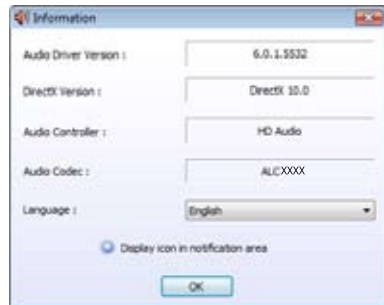 Information
Audio Driver Version : 6.0.1.5532
DirectX Version : DirectX 10.0
Audio Controller : HD Audio
Audio Codec : ALCXXXX
Language : English
Display icon in notification area
OK